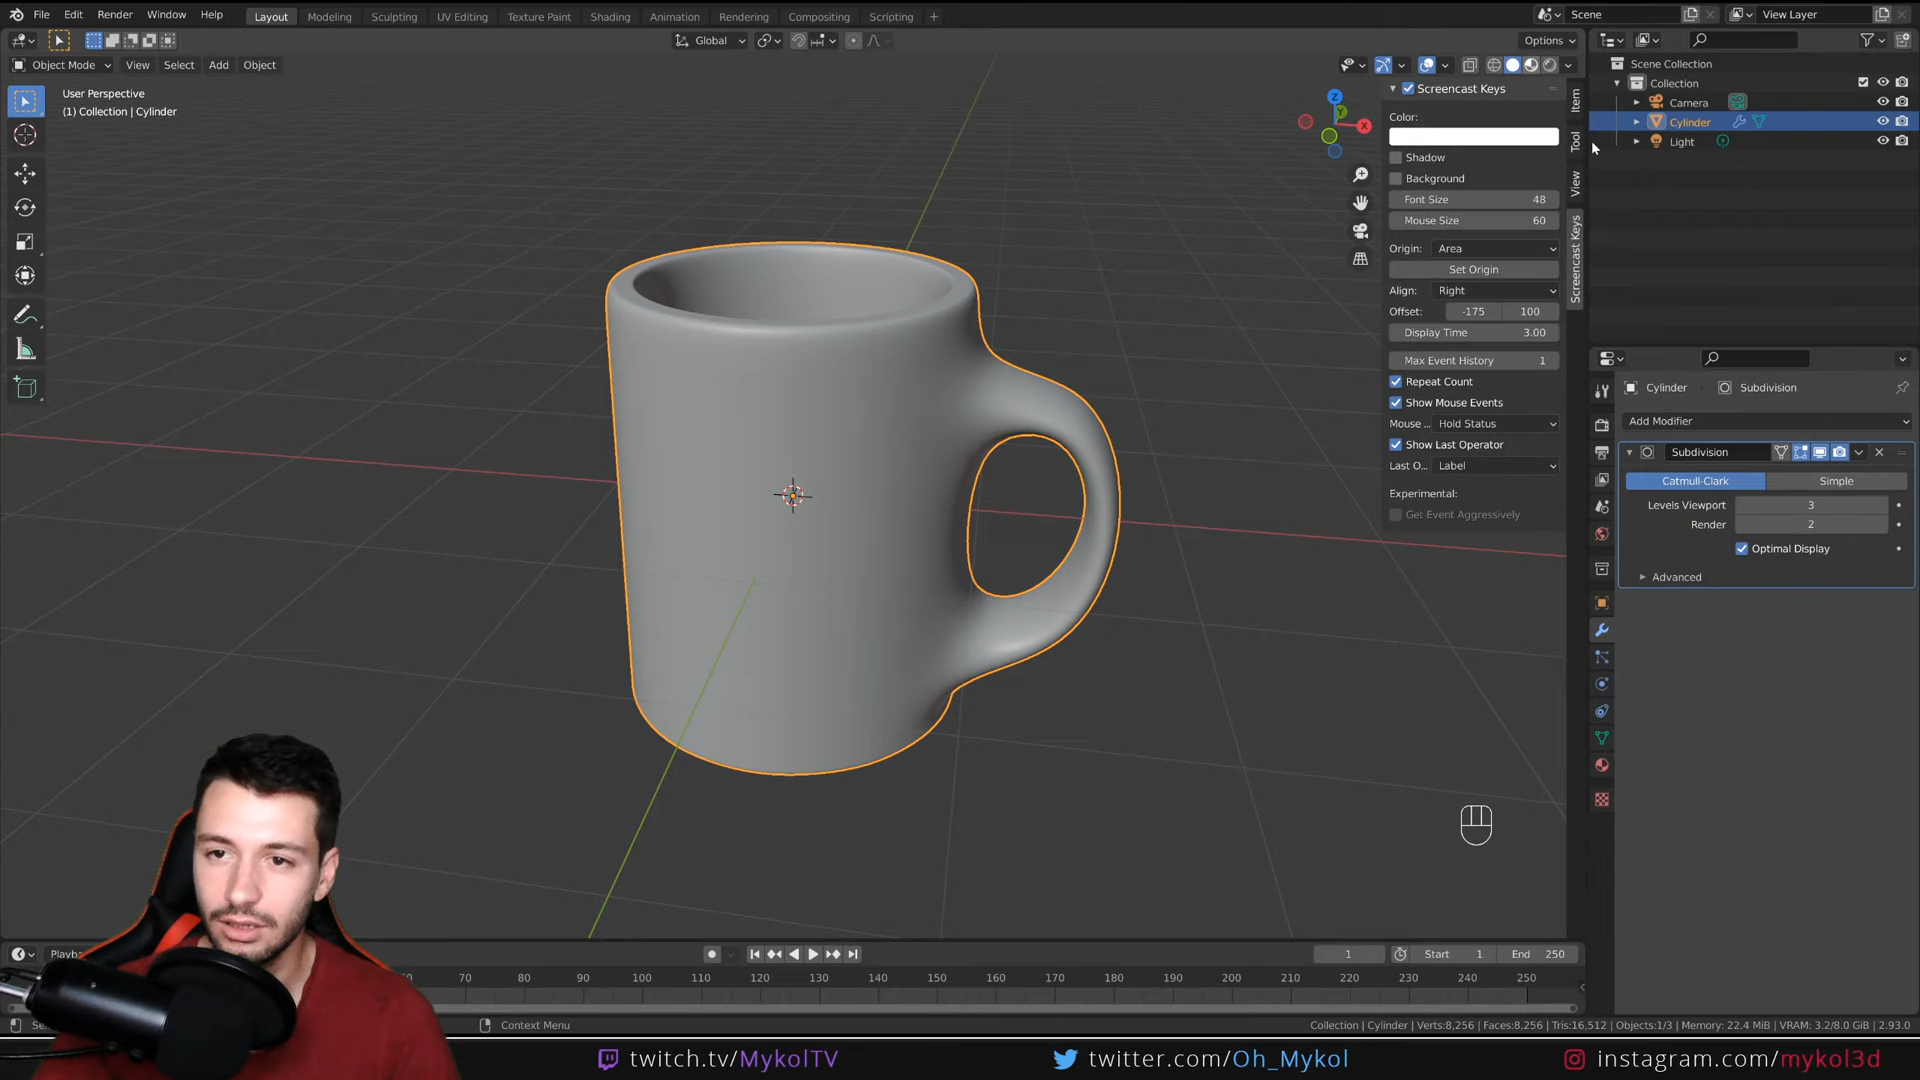 File Edit Render Window Help
Layout Modeling Sculpting UV Editing Texture Paint Shading Animation Rendering Compositing Scripting +
Scene
View Layer
Global
Options
Object Mode View Select Add Object
User Perspective
(1) Collection | Cylinder
Z
Y
X
Screencast Keys
Color:
Shadow
Background
Font Size 48
Mouse Size 60
Origin: Area
Set Origin
Align: Right
Offset: -175 100
Display Time 3.00
Max Event History 1
Repeat Count
Show Mouse Events
Mouse ... Hold Status
Show Last Operator
Last O... Label
Experimental:
Get Event Aggressively
Item
Tool
View
Screencast Keys
Scene Collection
Collection
Camera
Cylinder
Light
Cylinder Subdivision
Add Modifier
Subdivision
Catmull-Clark Simple
Levels Viewport 3
Render 2
Optimal Display
Advanced
1 Start 1 End 250
70 80 90 100 110 120 130 140 150 160 170 180 190 200 210 220 230 240 250
Context Menu
Collection | Cylinder | Verts:8,256 | Faces:8,256 | Tris:16,512 | Objects:1/3 | Memory: 22.4 MiB | VRAM: 3.2/8.0 GiB | 2.93.0
twitch.tv/MykolTV
twitter.com/Oh_Mykol
instagram.com/mykol3d